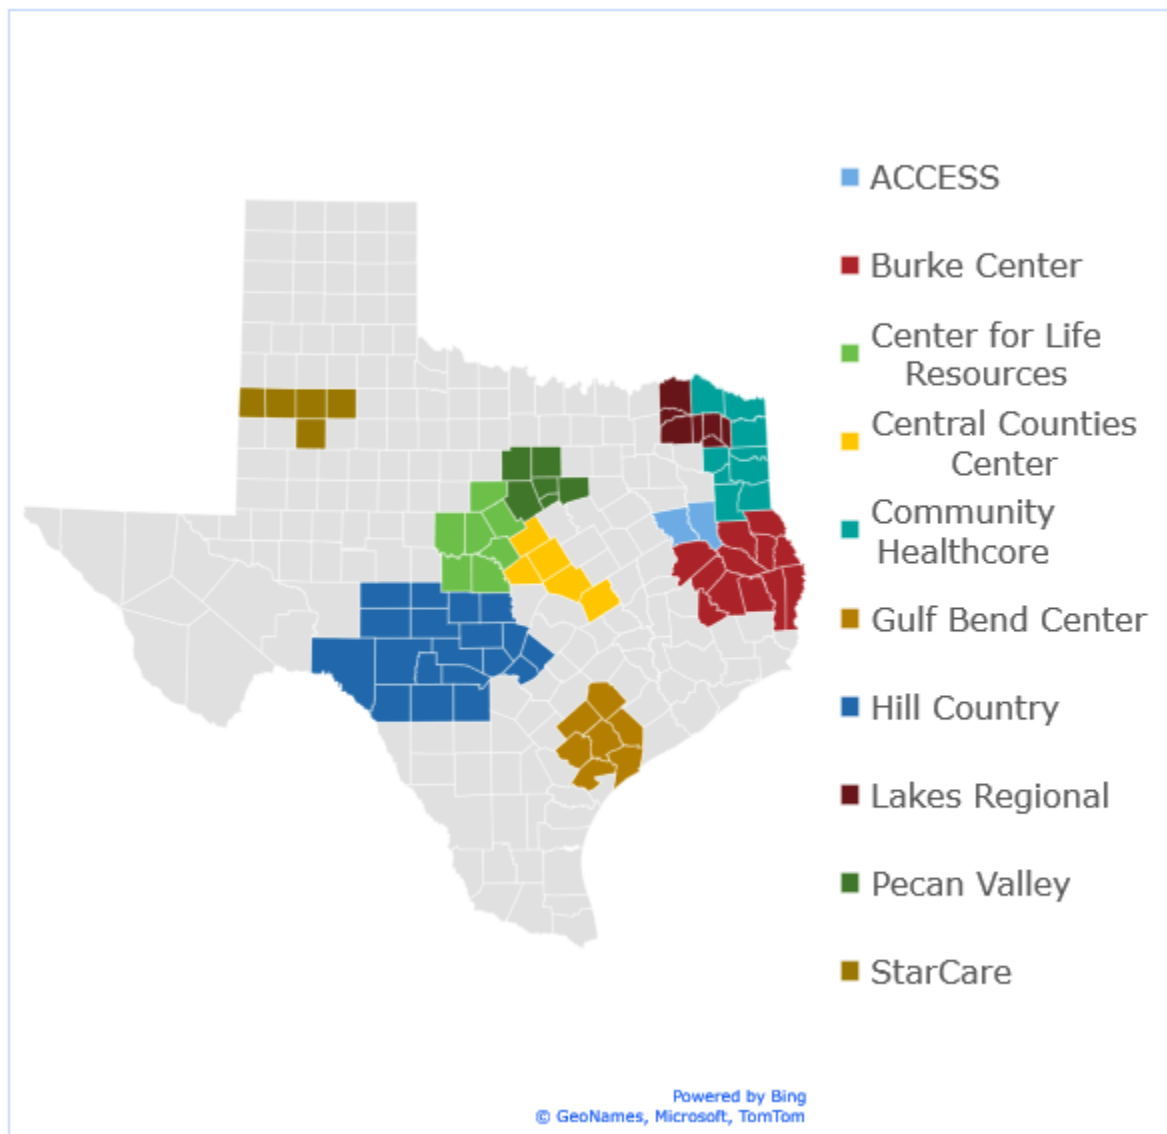 ACCESS
Burke Center
Center for Life
Resources
Central Counties
Center
Community
Healthcore
Gulf Bend Center
Hill Country
Lakes Regional
Pecan Valley
StarCare
Powered by Bing
© GeoNames, Microsoft, TomTom